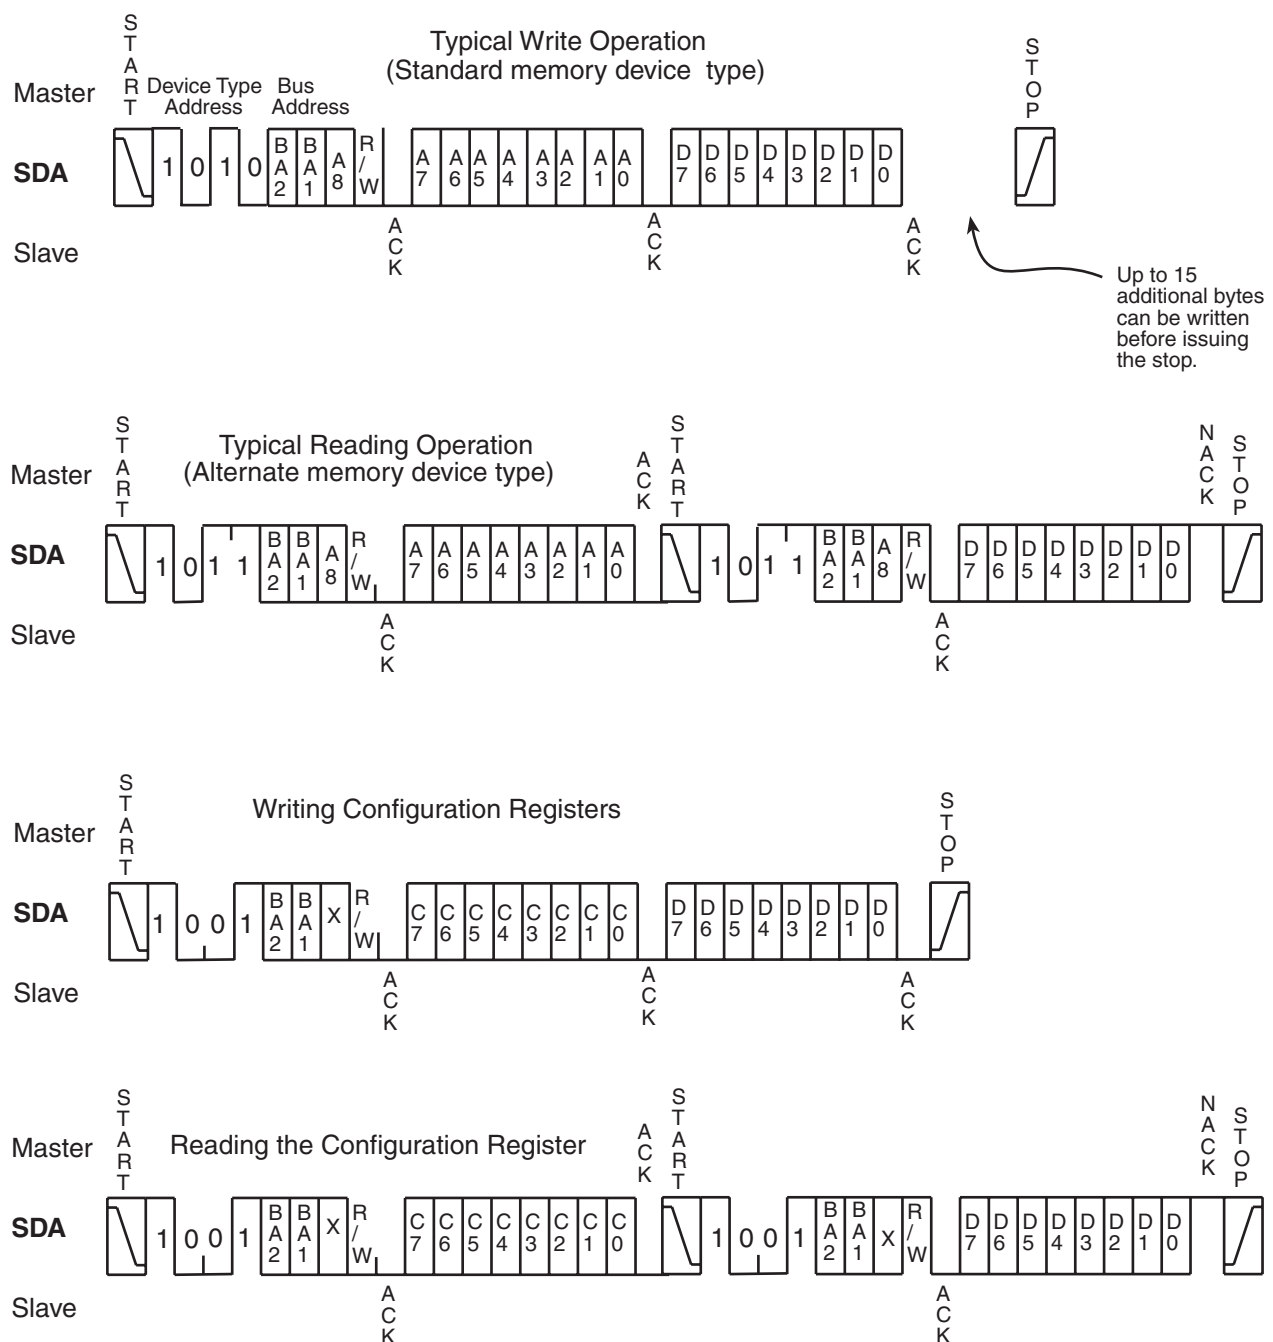 START
Typical Write Operation
(Standard memory device type)
STOP
Master
Device Type Address
Bus Address
SDA
1 0 1 0 BA2 BA1 A8 R/W A7 A6 A5 A4 A3 A2 A1 A0 D7 D6 D5 D4 D3 D2 D1 D0
Slave
ACK ACK ACK
Up to 15
additional bytes
can be written
before issuing
the stop.
START
Typical Reading Operation
(Alternate memory device type)
ACK START NACK STOP
Master
SDA
1 0 1 1 BA2 BA1 A8 R/W A7 A6 A5 A4 A3 A2 A1 A0 1 0 1 1 BA2 BA1 A8 R/W D7 D6 D5 D4 D3 D2 D1 D0
Slave
ACK ACK
START
Writing Configuration Registers
STOP
Master
SDA
1 0 0 1 BA2 BA1 X R/W C7 C6 C5 C4 C3 C2 C1 C0 D7 D6 D5 D4 D3 D2 D1 D0
Slave
ACK ACK ACK
START
Reading the Configuration Register
ACK START NACK STOP
Master
SDA
1 0 0 1 BA2 BA1 X R/W C7 C6 C5 C4 C3 C2 C1 C0 1 0 0 1 BA2 BA1 X R/W D7 D6 D5 D4 D3 D2 D1 D0
Slave
ACK ACK